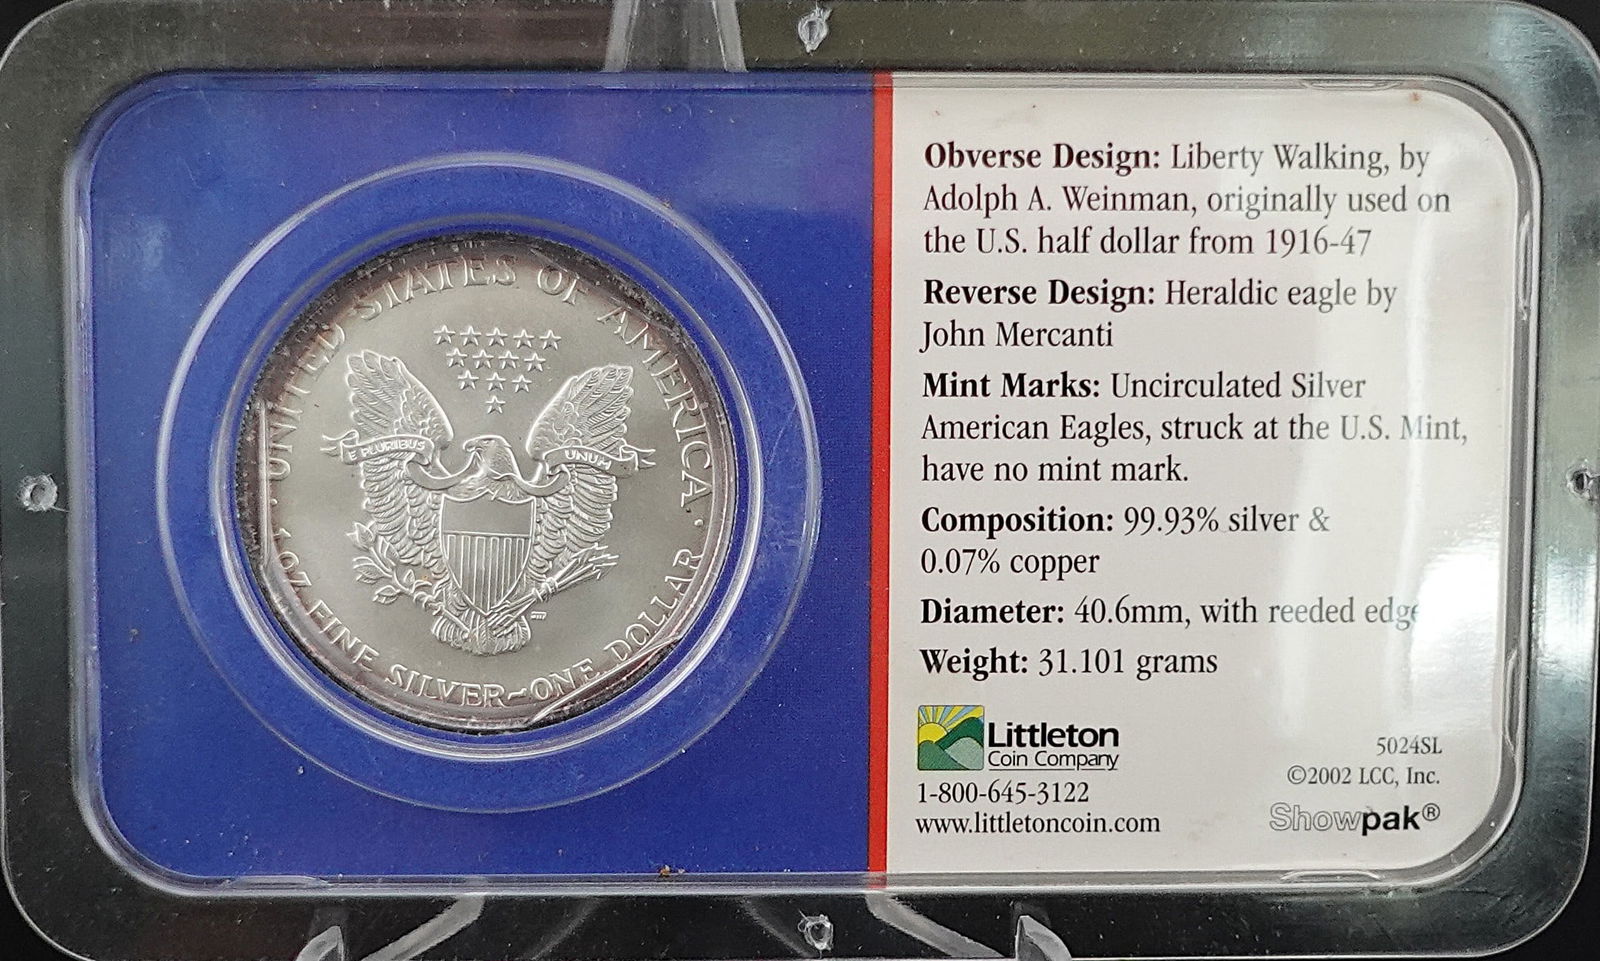 UNITED STATES OF AMERICA
E PLURIBUS
UNUM
1 OZ. FINE SILVER–ONE DOLLAR
Obverse Design: Liberty Walking, by
Adolph A. Weinman, originally used on
the U.S. half dollar from 1916-47
Reverse Design: Heraldic eagle by
John Mercanti
Mint Marks: Uncirculated Silver
American Eagles, struck at the U.S. Mint,
have no mint mark.
Composition: 99.93% silver &
0.07% copper
Diameter: 40.6mm, with reeded edge
Weight: 31.101 grams
Littleton
Coin Company
1-800-645-3122
www.littletoncoin.com
5024SL
©2002 LCC, Inc.
Showpak®